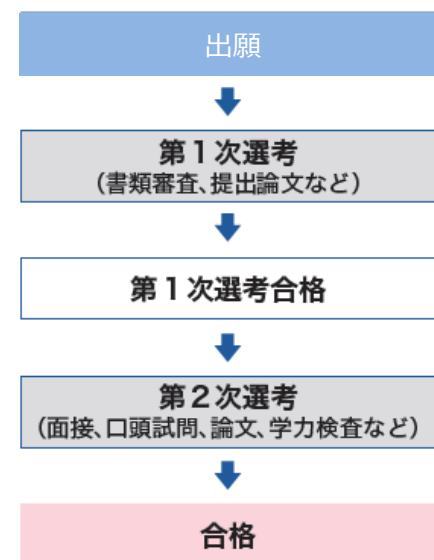 出願
第1次選考
（書類審査、提出論文など）
第1次選考合格
第2次選考
（面接、口頭試問、論文、学力検査など）
合格